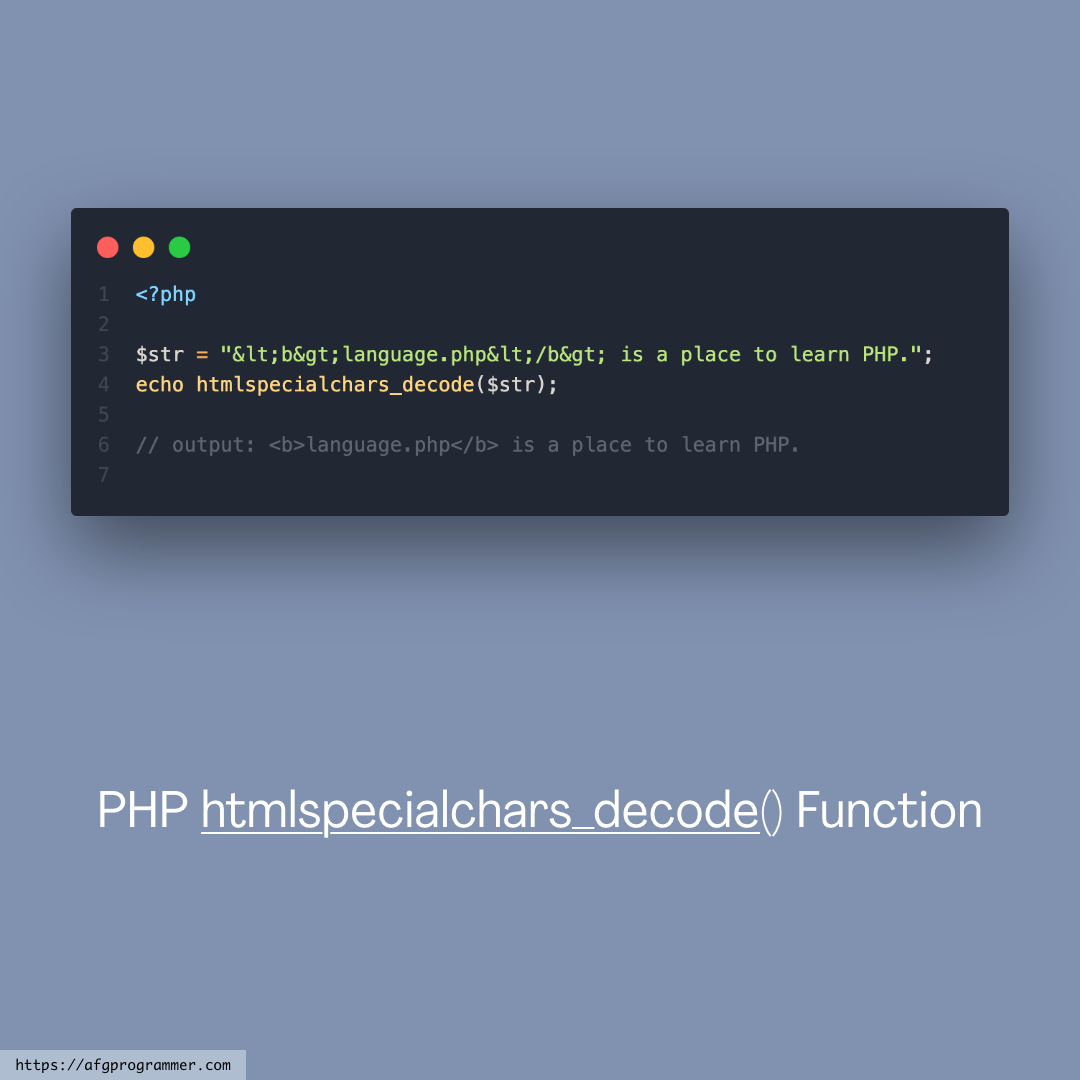 1 <?php
2
3 $str = "&lt;b&gt;language.php&lt;/b&gt; is a place to learn PHP.";
4 echo htmlspecialchars_decode($str);
5
6 // output: <b>language.php</b> is a place to learn PHP.
7
PHP htmlspecialchars_decode() Function
https://afgprogrammer.com